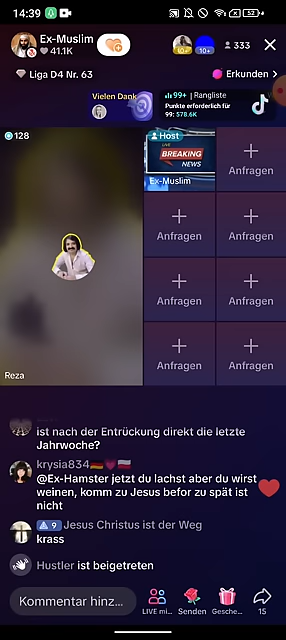 14:39
52
Ex-Muslim
41.1K
10+
333
Liga D4 Nr. 63
Erkunden
Vielen Dank
99+ | Rangliste
Punkte erforderlich für
99: 578.6K
128
Host
LIVE
BREAKING
NEWS
Ex-Muslim
Anfragen
Anfragen
Anfragen
Anfragen
Anfragen
Anfragen
Anfragen
Reza
ist nach der Entrückung direkt die letzte
Jahrwoche?
krysia834🇩🇪💗🇵🇱
@Ex-Hamster jetzt du lachst aber du wirst
weinen, komm zu Jesus befor zu spät ist
nicht
9 Jesus Christus ist der Weg
krass
Hustler ist beigetreten
Kommentar hinz...
LIVE mi...
Senden
Gesche...
15